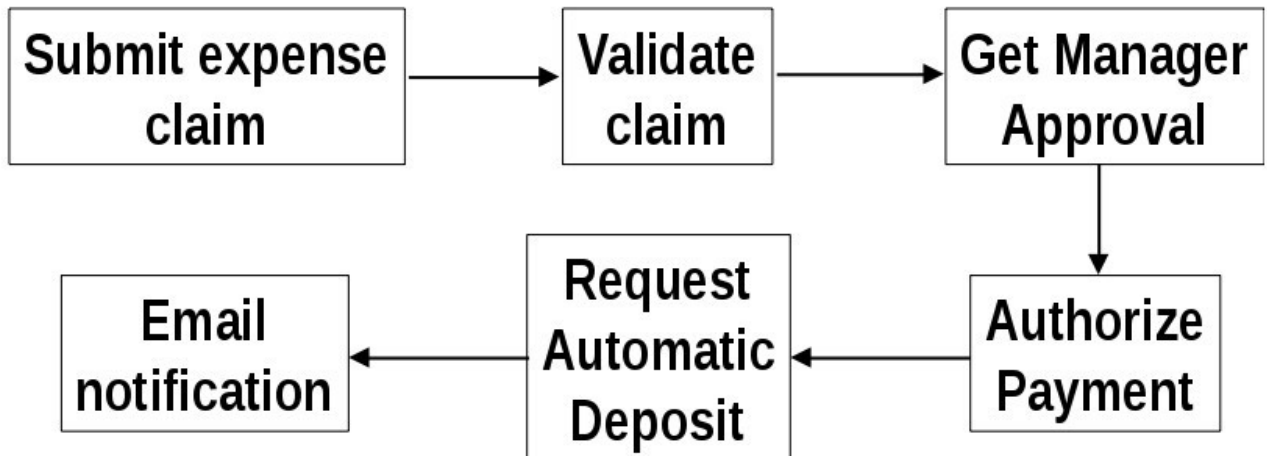 Submit expense
claim
Validate
claim
Get Manager
Approval
Authorize
Payment
Request
Automatic
Deposit
Email
notification